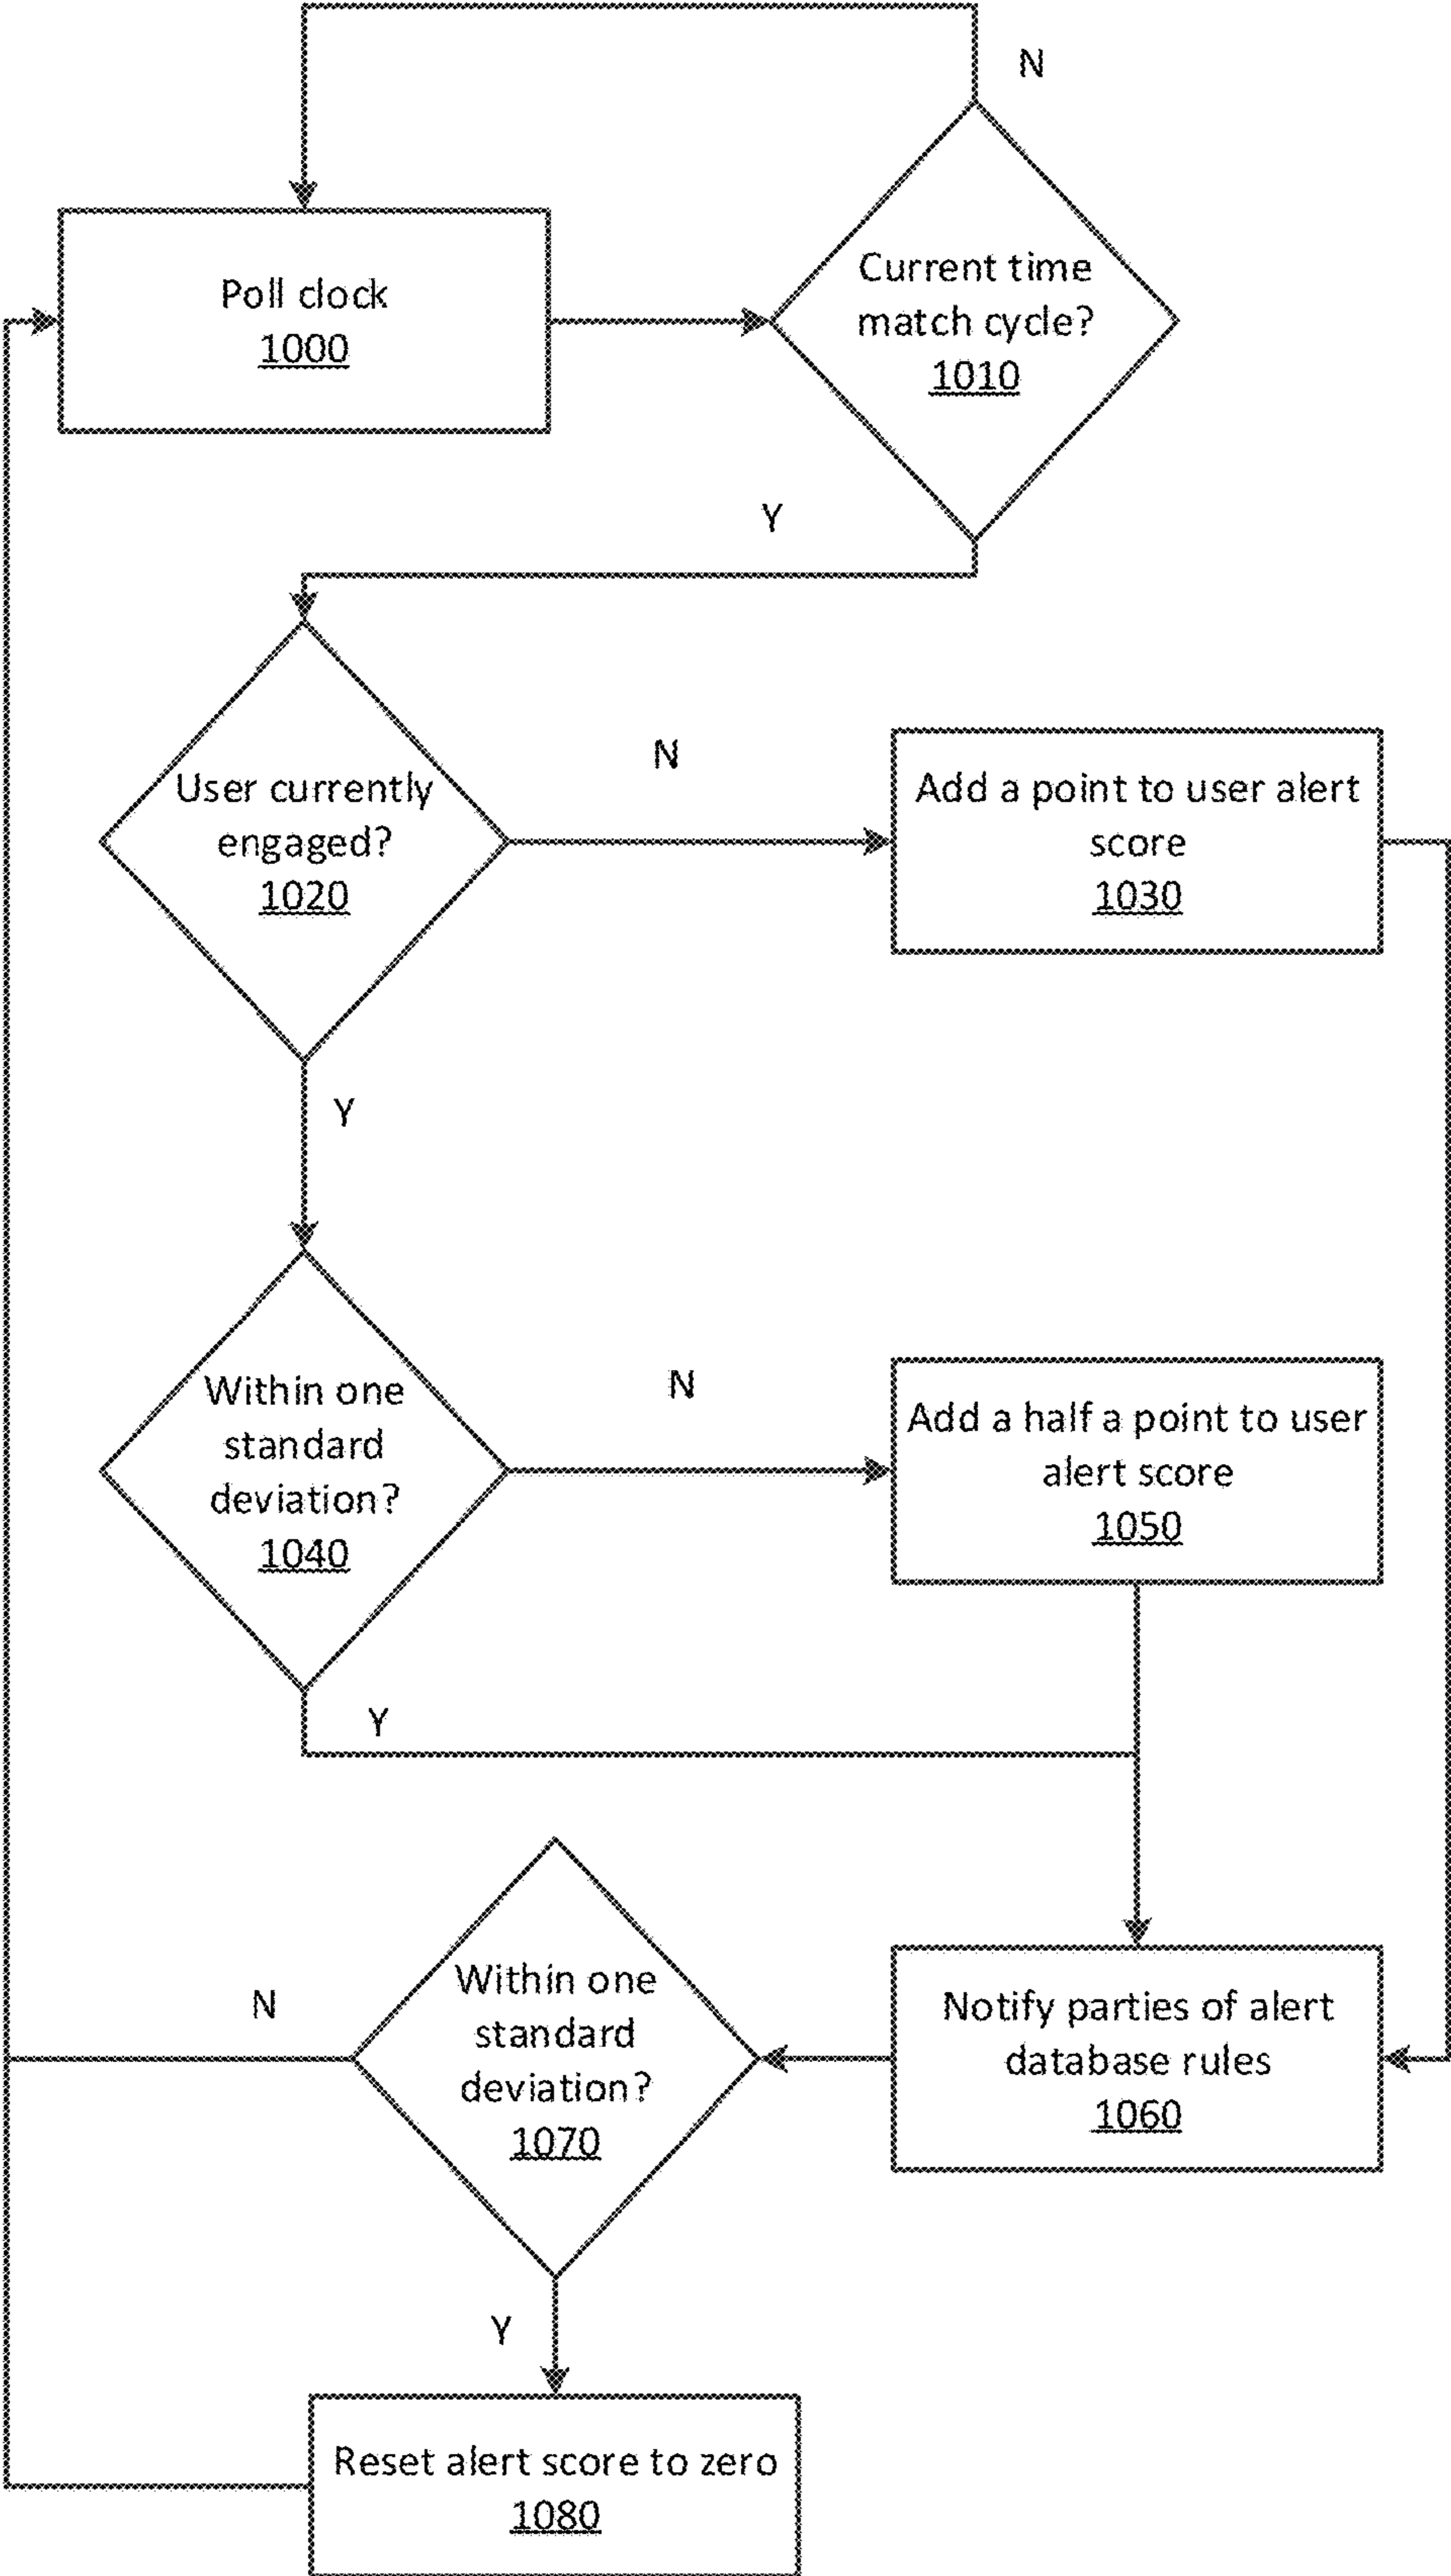 N
Poll clock
1000
Current time
match cycle?
1010
Y
User currently
engaged?
1020
N
Add a point to user alert
score
1030
Y
Within one
standard
deviation?
1040
N
Add a half a point to user
alert score
1050
Y
N
Within one
standard
deviation?
1070
Notify parties of alert
database rules
1060
Y
Reset alert score to zero
1080